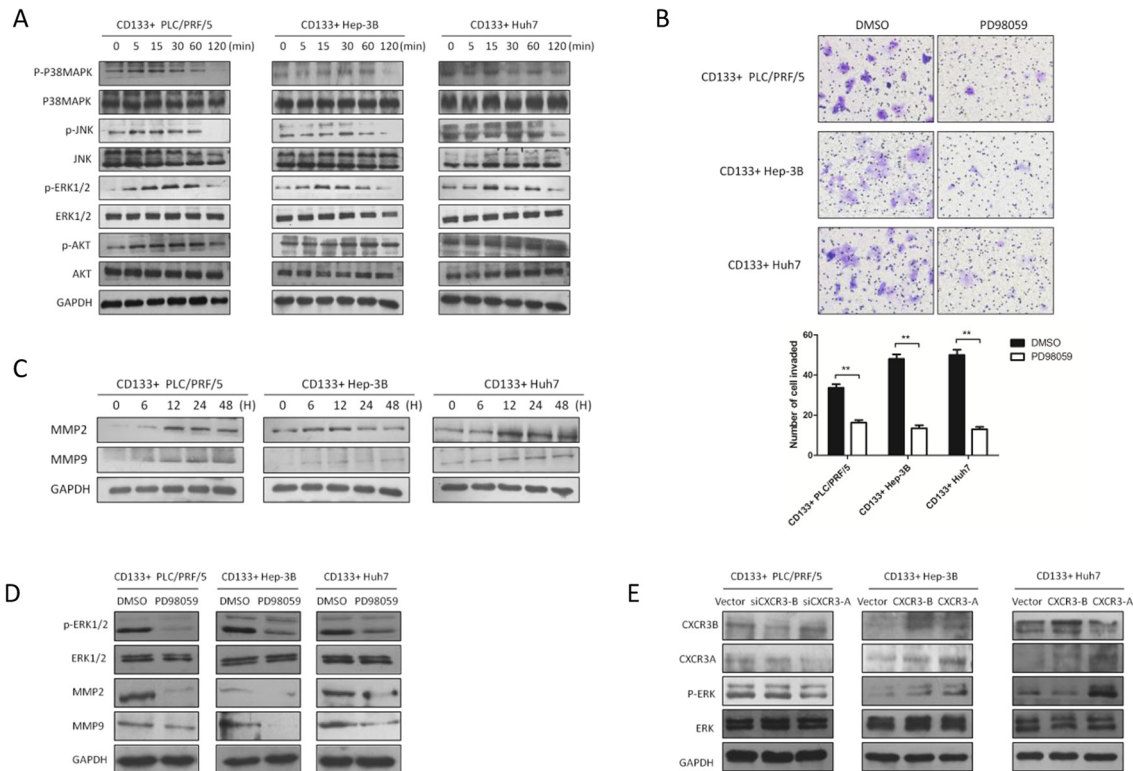 A
CD133+ PLC/PRF/5 CD133+ Hep-3B CD133+ Huh7
0 5 15 30 60 120(min) 0 5 15 30 60 120(min) 0 5 15 30 60 120(min)
P-P38MAPK
P38MAPK
p-JNK
JNK
p-ERK1/2
ERK1/2
p-AKT
AKT
GAPDH
B
DMSO PD98059
CD133+ PLC/PRF/5
CD133+ Hep-3B
CD133+ Huh7
Number of cell invaded
60
40
20
0
** ** **
DMSO
PD98059
CD133+ PLC/PRF/5 CD133+ Hep-3B CD133+ Huh7
C
CD133+ PLC/PRF/5 CD133+ Hep-3B CD133+ Huh7
0 6 12 24 48 (H) 0 6 12 24 48 (H) 0 6 12 24 48 (H)
MMP2
MMP9
GAPDH
D
CD133+ PLC/PRF/5 CD133+ Hep-3B CD133+ Huh7
DMSO PD98059 DMSO PD98059 DMSO PD98059
p-ERK1/2
ERK1/2
MMP2
MMP9
GAPDH
E
CD133+ PLC/PRF/5 CD133+ Hep-3B CD133+ Huh7
Vector siCXCR3-B siCXCR3-A Vector CXCR3-B CXCR3-A Vector CXCR3-B CXCR3-A
CXCR3B
CXCR3A
P-ERK
ERK
GAPDH